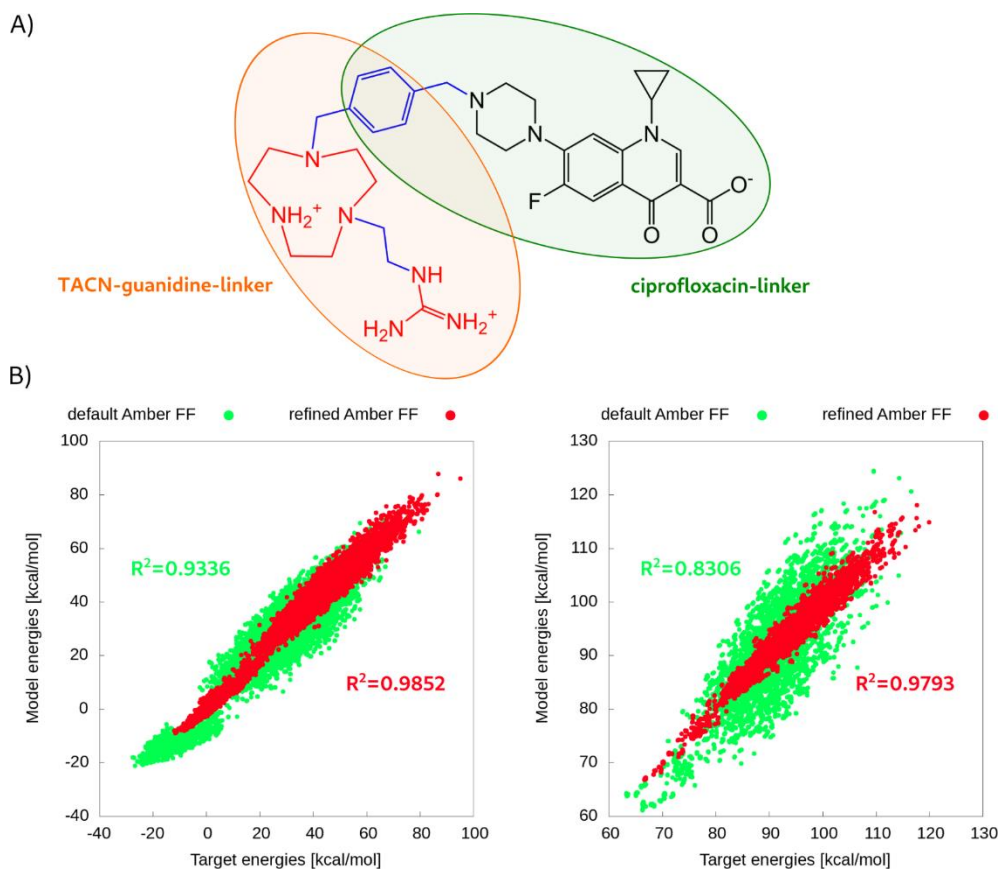 A)
N
N
N
O⁻
F
O
O
N
NH₂⁺
N
NH
H₂N
NH₂⁺
TACN-guanidine-linker
ciprofloxacin-linker
B)
default Amber FF
refined Amber FF
default Amber FF
refined Amber FF
100
80
60
40
20
0
-20
-40
Model energies [kcal/mol]
R²=0.9336
R²=0.9852
-40
-20
0
20
40
60
80
100
Target energies [kcal/mol]
130
120
110
100
90
80
70
60
Model energies [kcal/mol]
R²=0.8306
R²=0.9793
60
70
80
90
100
110
120
130
Target energies [kcal/mol]